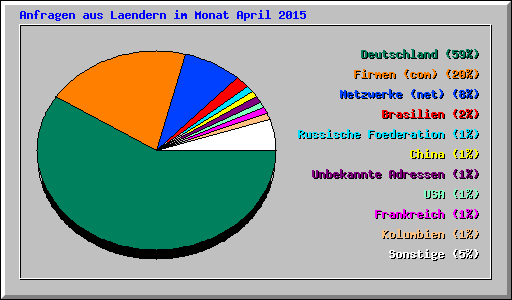 Anfragen aus Laendern im Monat April 2015
Deutschland (59%)
Firmen (com) (20%)
Netzwerke (net) (8%)
Brasilien (2%)
Russische Foederation (1%)
China (1%)
Unbekannte Adressen (1%)
USA (1%)
Frankreich (1%)
Kolumbien (1%)
Sonstige (5%)